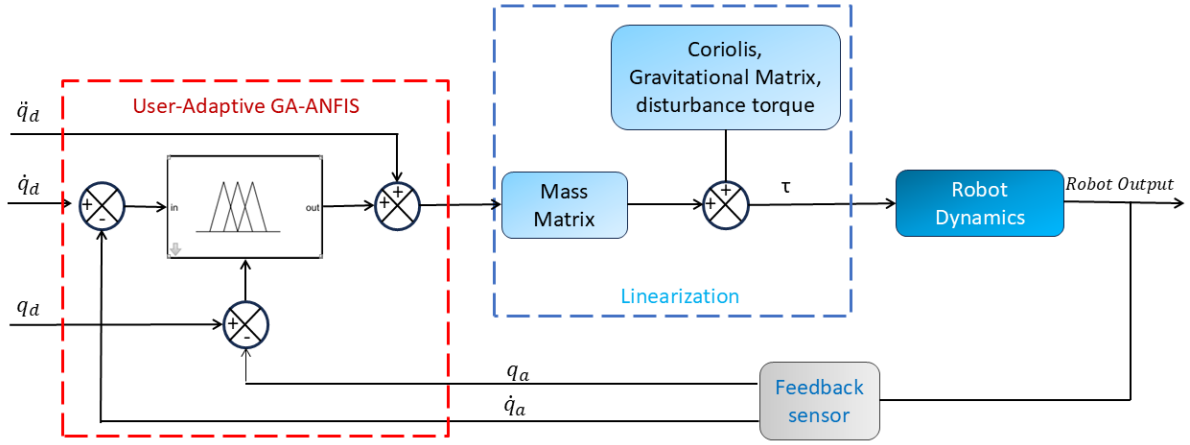 Coriolis,
Gravitational Matrix,
disturbance torque
User-Adaptive GA-ANFIS
q̈_d
q̇_d
+
-
in
out
+
+
Mass
Matrix
+
+
τ
Robot
Dynamics
Robot Output
Linearization
q_d
+
-
q_a
q̇_a
Feedback
sensor